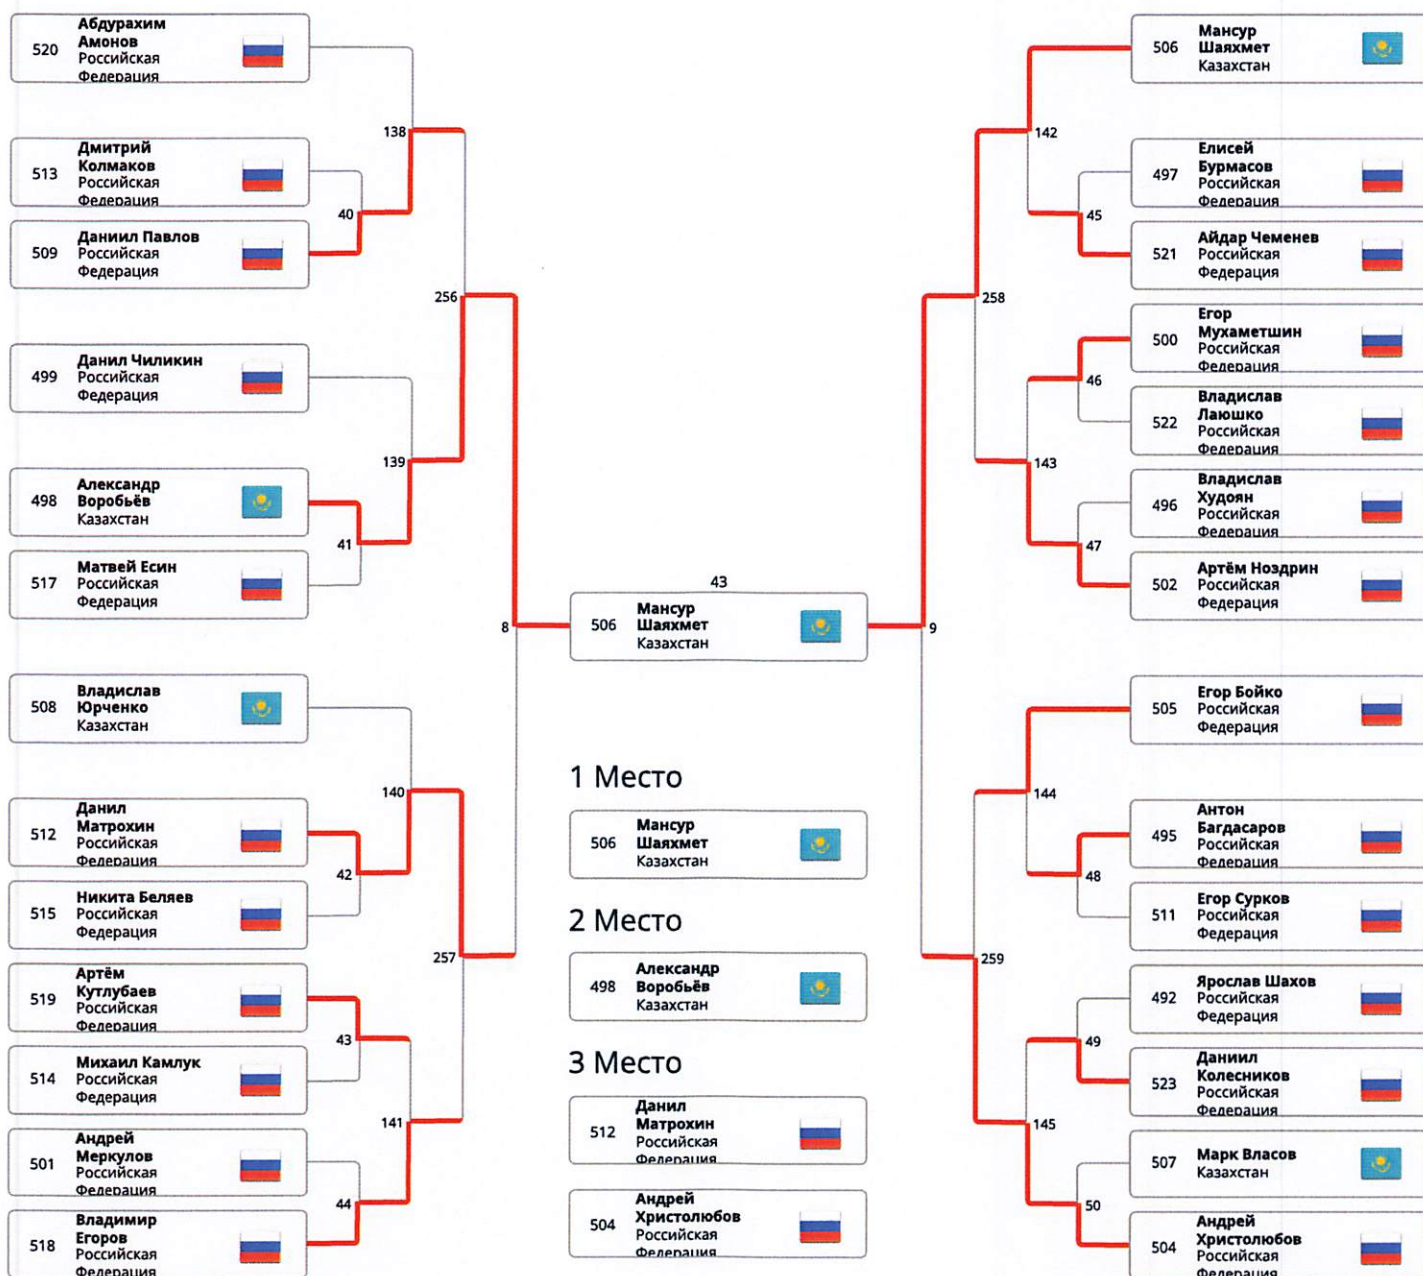 520
Абдурахим
Амонов
Российская
Федерация
513
Дмитрий
Колмаков
Российская
Федерация
509
Даниил Павлов
Российская
Федерация
499
Данил Чиликин
Российская
Федерация
498
Александр
Воробьёв
Казахстан
517
Матвей Есин
Российская
Федерация
508
Владислав
Юрченко
Казахстан
512
Данил
Матрохин
Российская
Федерация
515
Никита Беляев
Российская
Федерация
519
Артём
Кутлубаев
Российская
Федерация
514
Михаил Камлук
Российская
Федерация
501
Андрей
Меркулов
Российская
Федерация
518
Владимир
Егоров
Российская
Федерация
40
41
42
43
44
138
139
140
141
256
257
8
43
506
Мансур
Шаяхмет
Казахстан
1 Место
506
Мансур
Шаяхмет
Казахстан
2 Место
498
Александр
Воробьёв
Казахстан
3 Место
512
Данил
Матрохин
Российская
Федерация
504
Андрей
Христолюбов
Российская
Федерация
9
258
259
142
143
144
145
45
46
47
48
49
50
506
Мансур
Шаяхмет
Казахстан
497
Елисей
Бурмасов
Российская
Федерация
521
Айдар Чеменев
Российская
Федерация
500
Егор
Мухаметшин
Российская
Федерация
522
Владислав
Лаюшко
Российская
Федерация
496
Владислав
Худоян
Российская
Федерация
502
Артём Ноздрин
Российская
Федерация
505
Егор Бойко
Российская
Федерация
495
Антон
Багдасаров
Российская
Федерация
511
Егор Сурков
Российская
Федерация
492
Ярослав Шахов
Российская
Федерация
523
Даниил
Колесников
Российская
Федерация
507
Марк Власов
Казахстан
504
Андрей
Христолюбов
Российская
Федерация